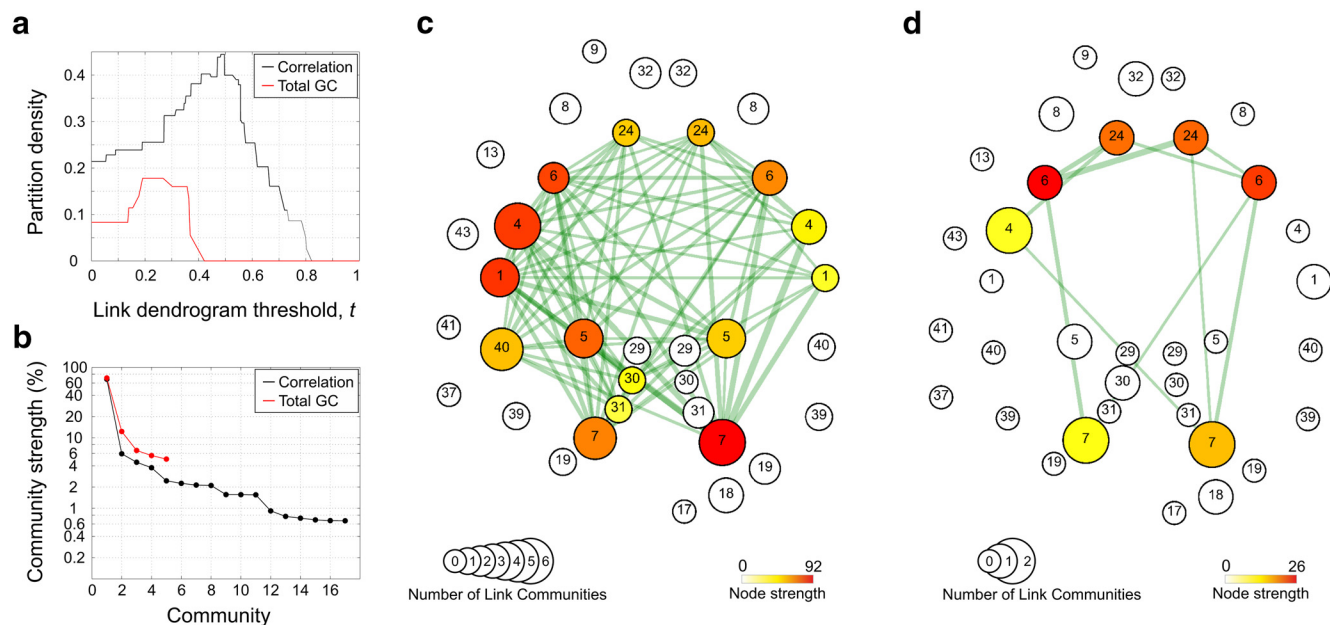 a
Correlation
Total GC
0.4
0.3
0.2
0.1
0
0 0.2 0.4 0.6 0.8 1
Partition density
Link dendrogram threshold, t
b
Correlation
Total GC
100
60
40
20
10
6
4
2
1
0.6
0.4
0.2
0 2 4 6 8 10 12 14 16
Community strength (%)
Community
c
9
32 32
8 8
24 24
13
6 6
4 4
43
1 1
41
5 5
40 29 29 40
30 30
37
31 31
39 39
7 7
19 19
18
17
0 1 2 3 4 5 6
Number of Link Communities
0 92
Node strength
d
9
32 32
8 8
24 24
13
6 6
4 4
43
1 1
41
5 5
40 29 29 40
30 30
37
31 31
39 39
7 7
19 19
18
17
0 1 2
Number of Link Communities
0 26
Node strength